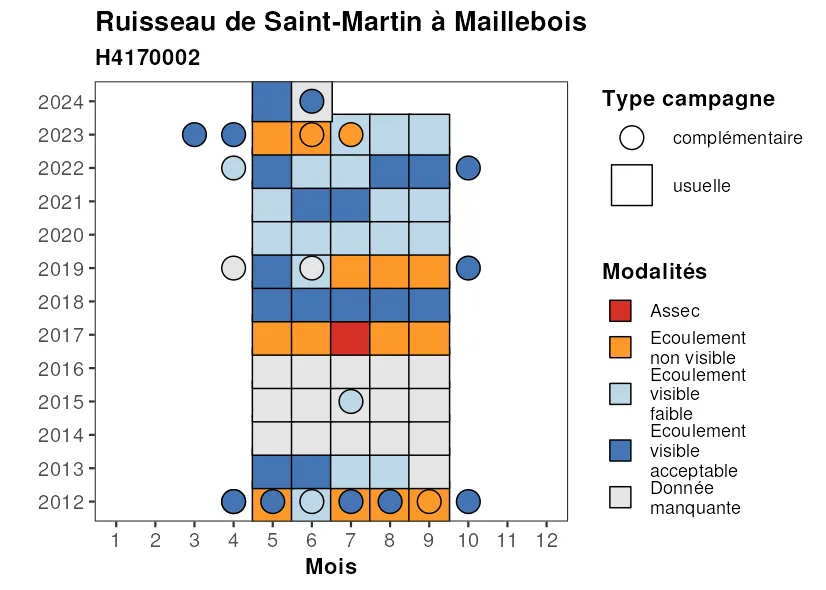 Ruisseau de Saint-Martin à Maillebois
H4170002
2024
2023
2022
2021
2020
2019
2018
2017
2016
2015
2014
2013
2012
1 2 3 4 5 6 7 8 9 10 11 12
Mois
Type campagne
complémentaire
usuelle
Modalités
Assec
Ecoulement
non visible
Ecoulement
visible
faible
Ecoulement
visible
acceptable
Donnée
manquante